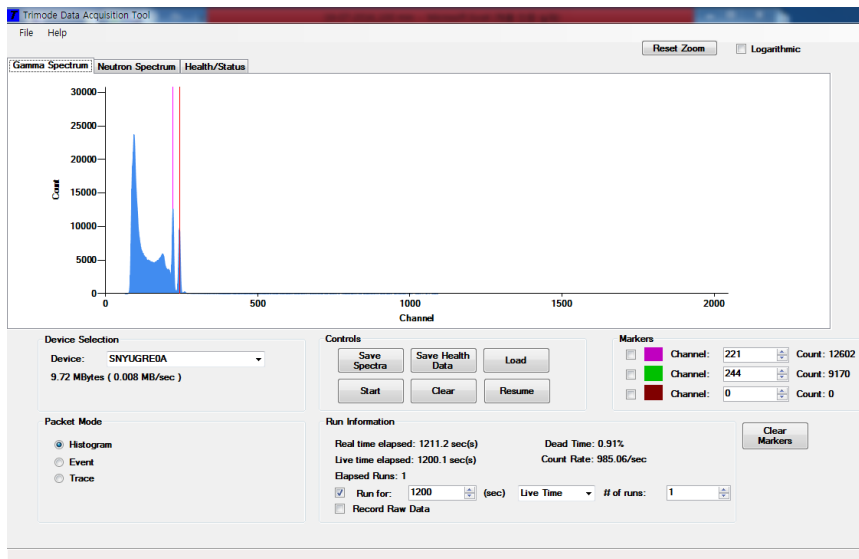 Trimode Data Acquisition Tool
File Help
Reset Zoom Logarithmic
Gamma Spectrum Neutron Spectrum Health/Status
30000
25000
20000
15000
10000
5000
0
Count
0 500 1000 1500 2000
Channel
Device Selection
Device: SNYUGRE0A
9.72 MBytes ( 0.008 MB/sec )
Controls
Save Spectra
Save Health Data
Load
Start Clear Resume
Markers
Channel: 221 Count: 12602
Channel: 244 Count: 9170
Channel: 0 Count: 0
Packet Mode
Histogram
Event
Trace
Run Information
Real time elapsed: 1211.2 sec(s) Dead Time: 0.91%
Live time elapsed: 1200.1 sec(s) Count Rate: 985.06/sec
Elapsed Runs: 1
Run for: 1200 (sec) Live Time # of runs: 1
Record Raw Data
Clear Markers